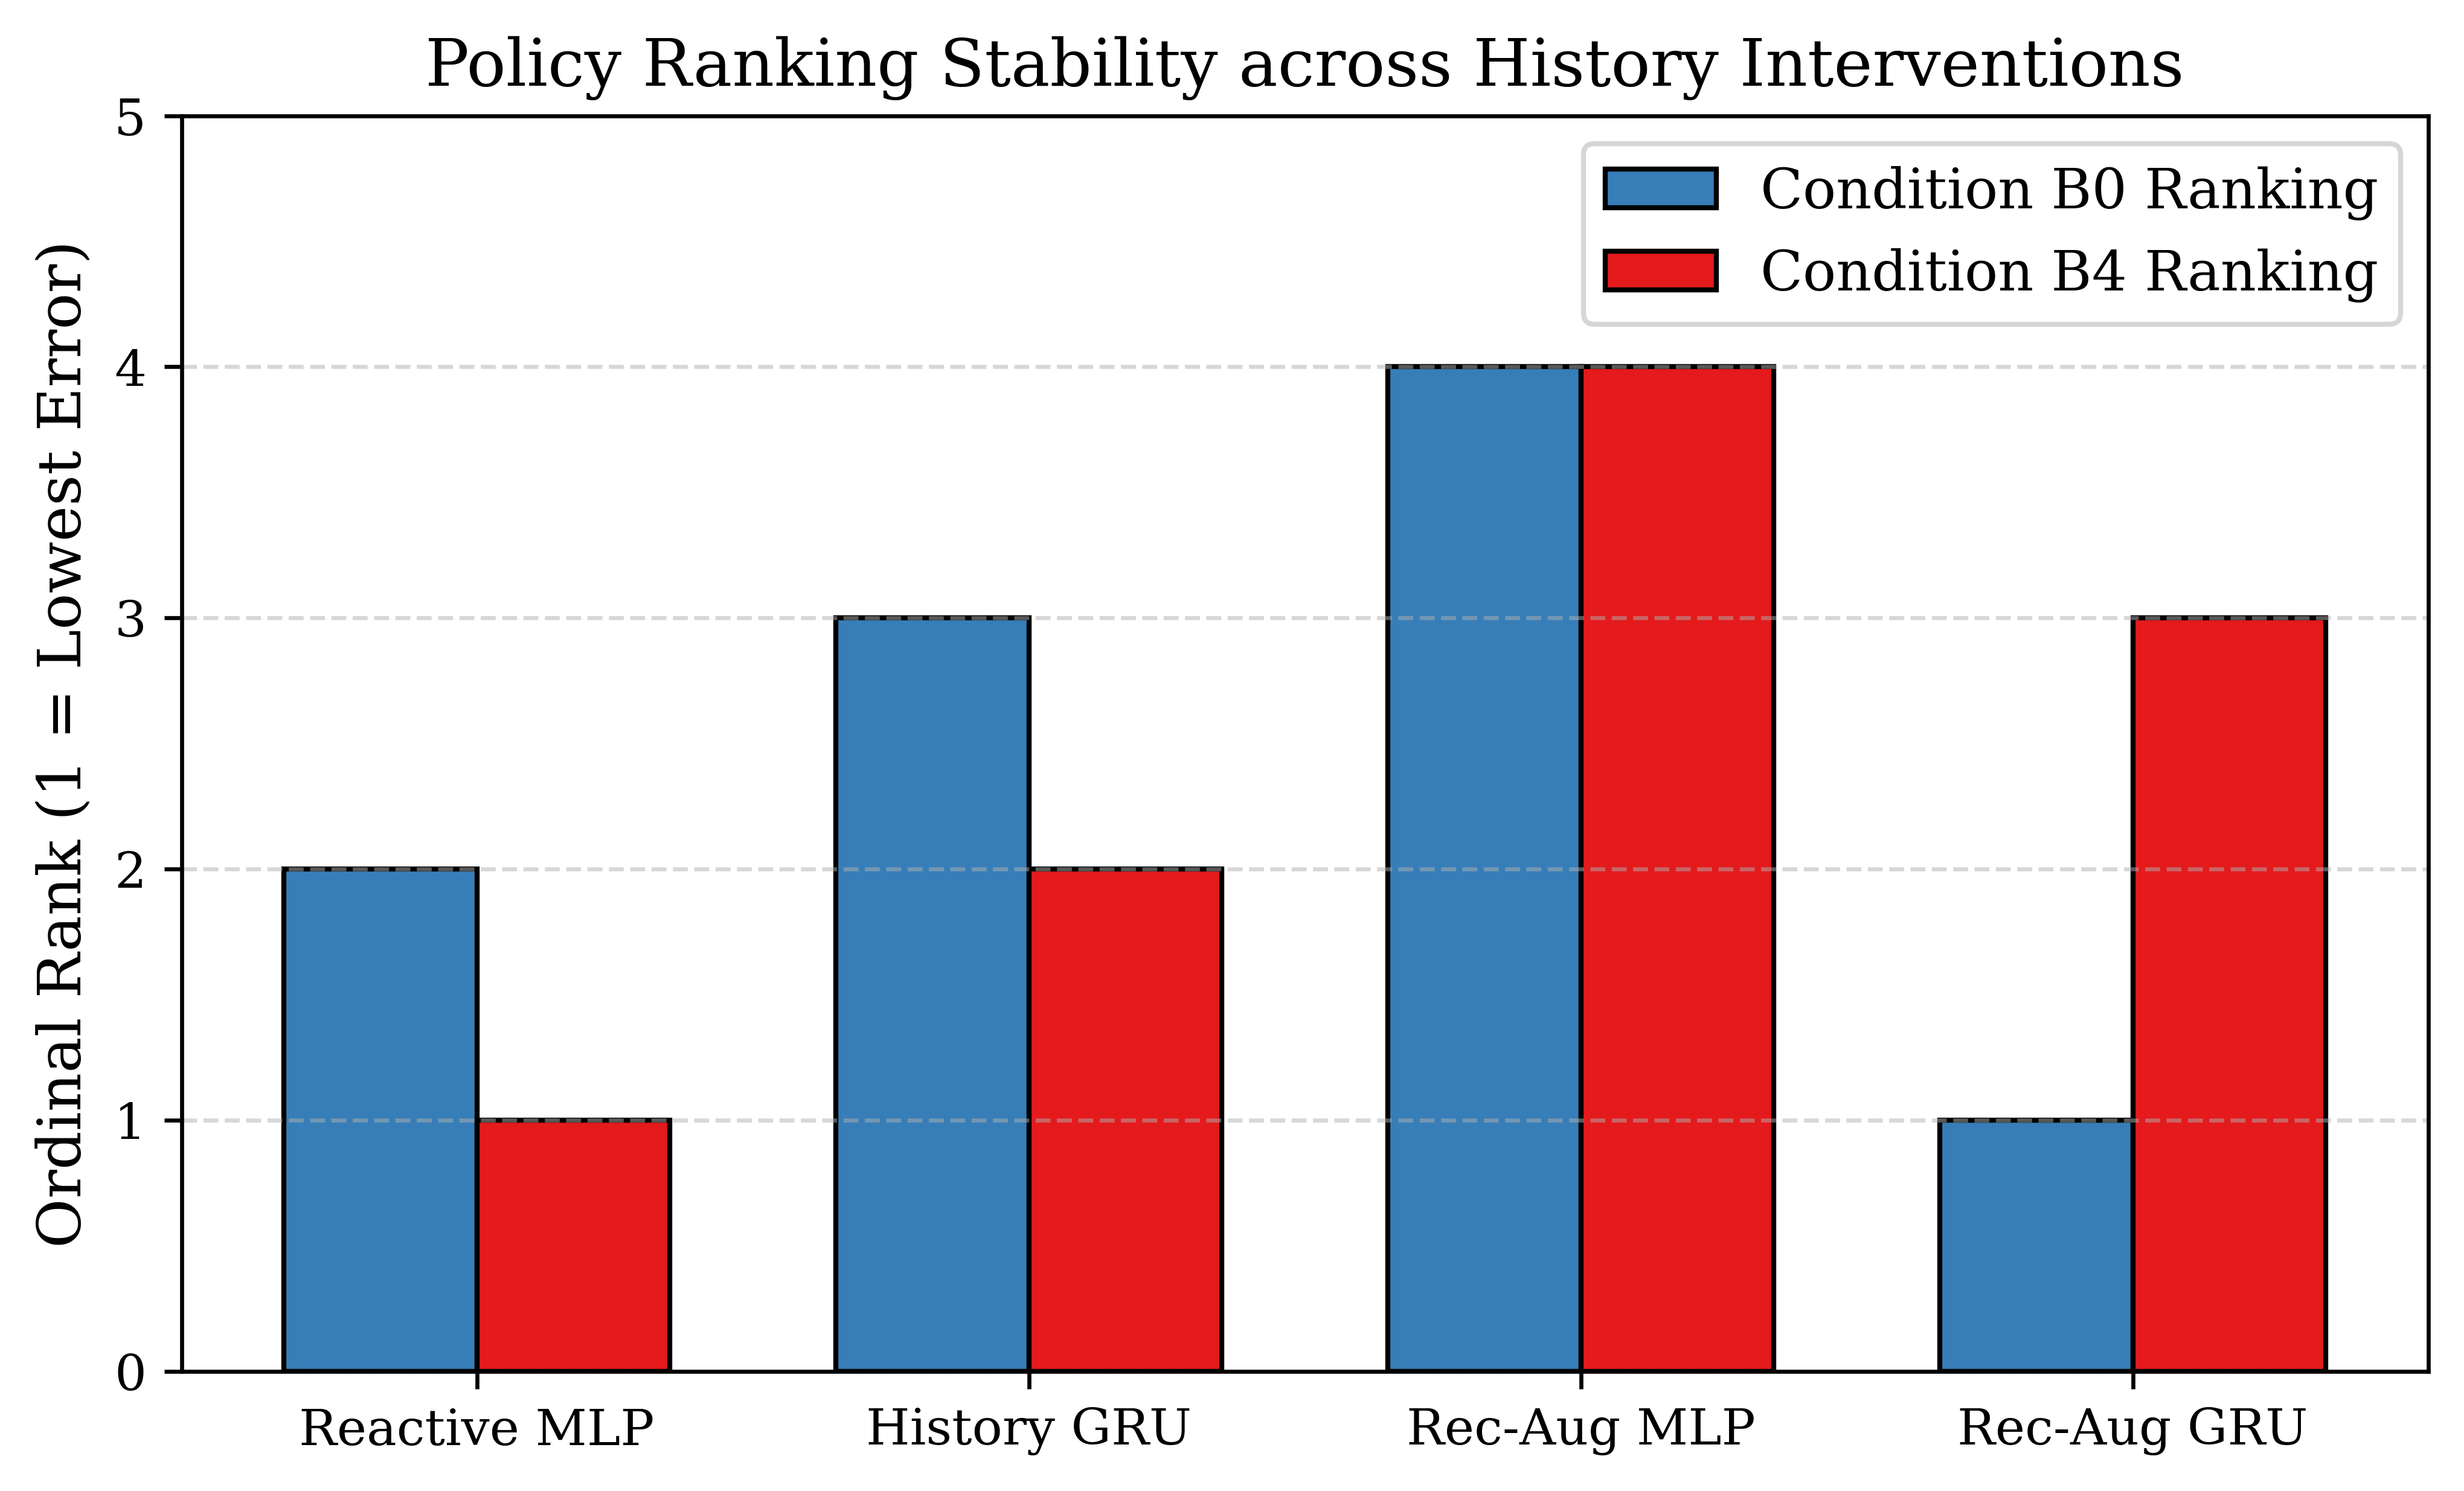 Policy Ranking Stability across History Interventions
Ordinal Rank (1 = Lowest Error)
5
4
3
2
1
0
Condition B0 Ranking
Condition B4 Ranking
Reactive MLP
History GRU
Rec-Aug MLP
Rec-Aug GRU